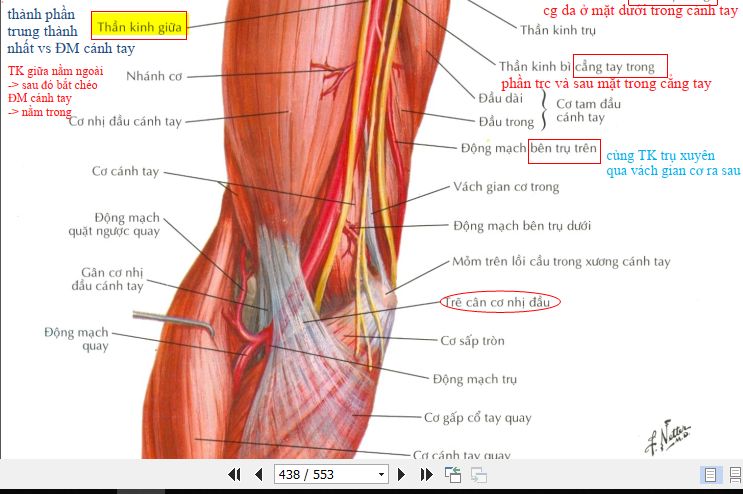 thành phần
trung thành
nhất vs ĐM cánh tay
Thần kinh giữa
TK giữa nằm ngoài
-> sau đó bắt chéo
ĐM cánh tay
-> nằm trong
Nhánh cơ
Cơ nhị đầu cánh tay
Cơ cánh tay
Động mạch
quặt ngược quay
Gân cơ nhị
đầu cánh tay
Động mạch
quay
cg da ở mặt dưới trong cánh tay
Thần kinh trụ
Thần kinh bì cẳng tay trong
phần trc và sau mặt trong cẳng tay
Đầu dài
Đầu trong
Cơ tam đầu
cánh tay
Động mạch bên trụ trên
cùng TK trụ xuyên
qua vách gian cơ ra sau
Vách gian cơ trong
Động mạch bên trụ dưới
Mỏm trên lồi cầu trong xương cánh tay
Trẽ cân cơ nhị đầu
Cơ sấp tròn
Động mạch trụ
Cơ gấp cổ tay quay
Cơ cánh tay quay
F. Netter
M.D.
438 / 553